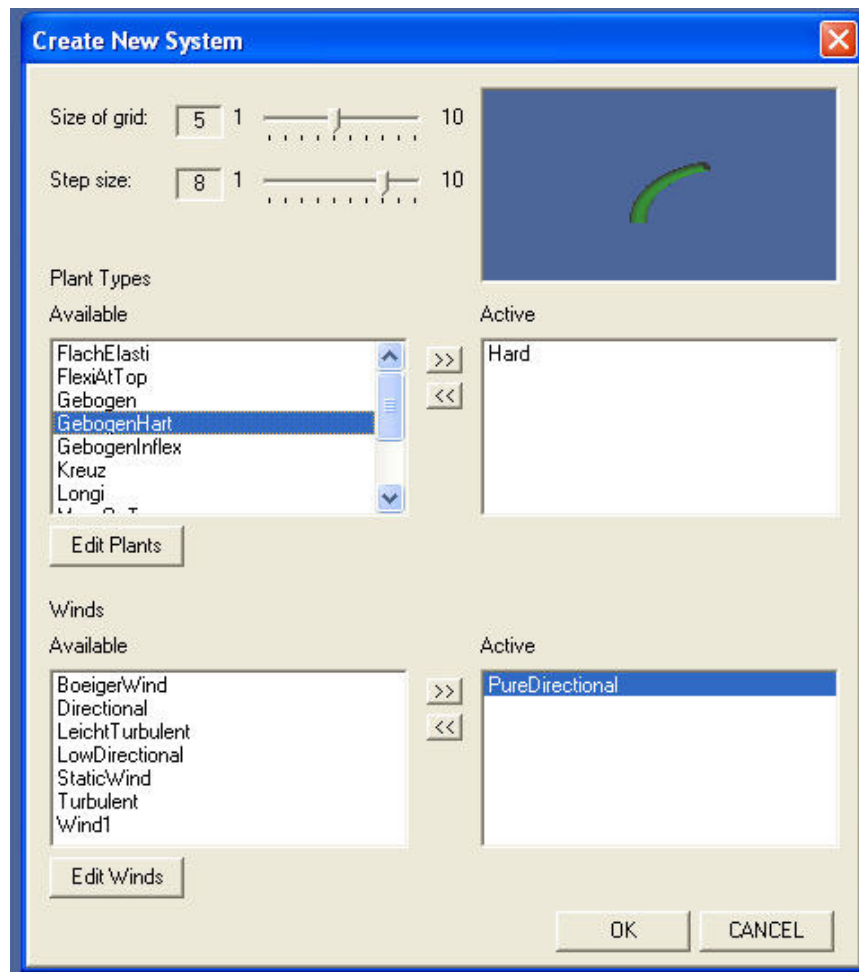 Create New System
Size of grid: 5 1 10
Step size: 8 1 10
Plant Types
Available
Active
FlachElasti
FlexiAtTop
Gebogen
GebogenHart
GebogenInflex
Kreuz
Longi
>>
<<
Hard
Edit Plants
Winds
Available
Active
BoeigerWind
Directional
LeichtTurbulent
LowDirectional
StaticWind
Turbulent
Wind1
>>
<<
PureDirectional
Edit Winds
OK
CANCEL